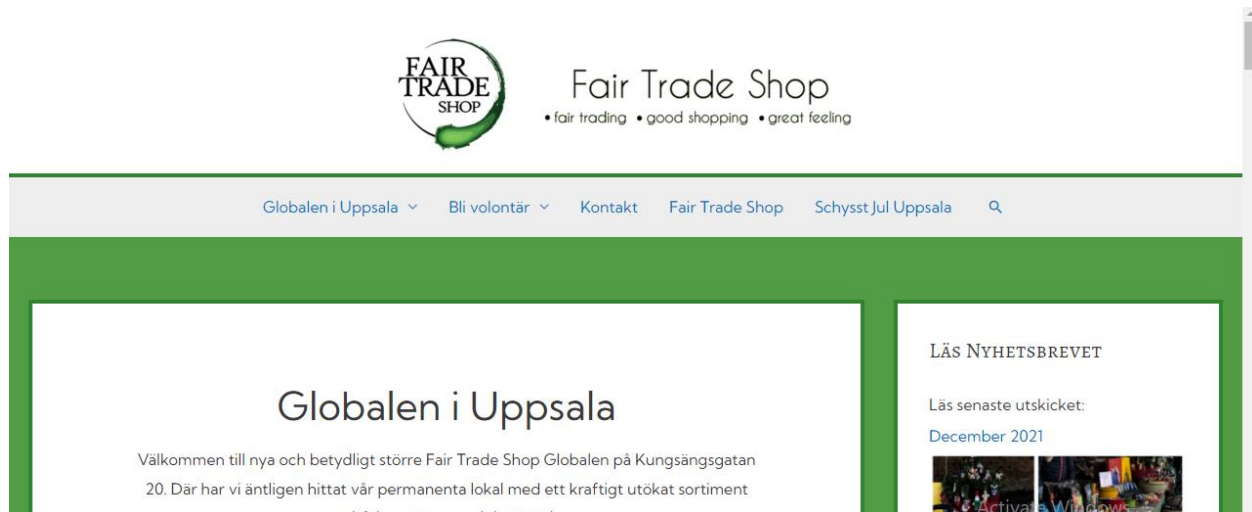 FAIR
TRADE
SHOP
Fair Trade Shop
• fair trading • good shopping • great feeling
Globalen i Uppsala Bli volontär Kontakt Fair Trade Shop Schysst Jul Uppsala
Globalen i Uppsala
Välkommen till nya och betydligt större Fair Trade Shop Globalen på Kungsängsgatan
20. Där har vi äntligen hittat vår permanenta lokal med ett kraftigt utökat sortiment
Läs Nyhetsbrevet
Läs senaste utskicket:
December 2021
Activate Windows